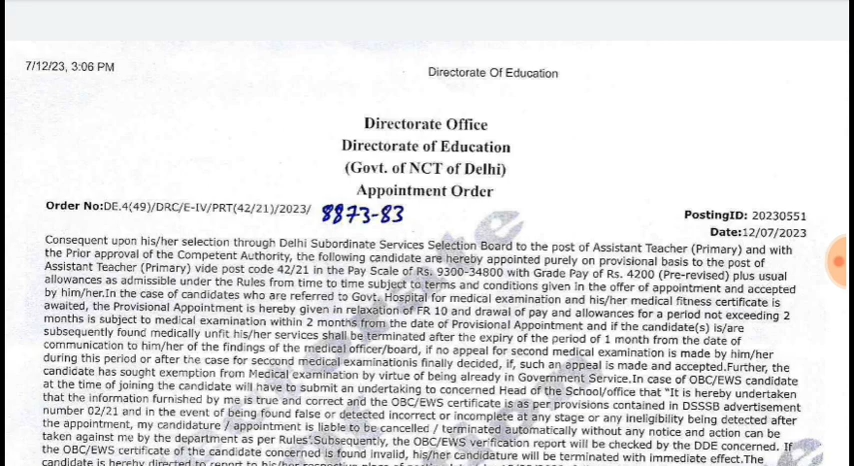 7/12/23, 3:06 PM
Directorate Of Education
Directorate Office
Directorate of Education
(Govt. of NCT of Delhi)
Appointment Order
Order No:DE.4(49)/DRC/E-IV/PRT(42/21)/2023/ 8873-83
PostingID: 20230551
Date:12/07/2023
Consequent upon his/her selection through Delhi Subordinate Services Selection Board to the post of Assistant Teacher (Primary) and with
the Prior approval of the Competent Authority, the following candidate are hereby appointed purely on provisional basis to the post of
Assistant Teacher (Primary) vide post code 42/21 in the Pay Scale of Rs. 9300-34800 with Grade Pay of Rs. 4200 (Pre-revised) plus usual
allowances as admissible under the Rules from time to time subject to terms and conditions given in the offer of appointment and accepted
by him/her.In the case of candidates who are referred to Govt. Hospital for medical examination and his/her medical fitness certificate is
awaited, the Provisional Appointment is hereby given in relaxation of FR 10 and drawal of pay and allowances for a period not exceeding 2
months is subject to medical examination within 2 months from the date of Provisional Appointment and if the candidate(s) is/are
subsequently found medically unfit his/her services shall be terminated after the expiry of the period of 1 month from the date of
communication to him/her of the findings of the medical officer/board, if no appeal for second medical examination is made by him/her
during this period or after the case for seccond medical examinationis finally decided, if, such an appeal is made and accepted.Further, the
candidate has sought exemption from Medical examination by virtue of being already in Government Service.In case of OBC/EWS candidate
at the time of joining the candidate will have to submit an undertaking to concerned Head of the School/office that "It is hereby undertaken
that the information furnished by me is true and correct and the OBC/EWS certificate is as per provisions contained in DSSSB advertisement
number 02/21 and in the event of being found false or detected incorrect or incomplete at any stage or any ineligibility being detected after
the appointment, my candidature / appointment is liable to be cancelled / terminated automatically without any notice and action can be
taken against me by the department as per Rules'.Subsequently, the OBC/EWS verification report will be checked by the DDE concerned. If
the OBC/EWS certificate of the candidate concerned is found invalid, his/her candidature will be terminated with immediate effect.The
candidate is hereby directed to report to his/her respective place of